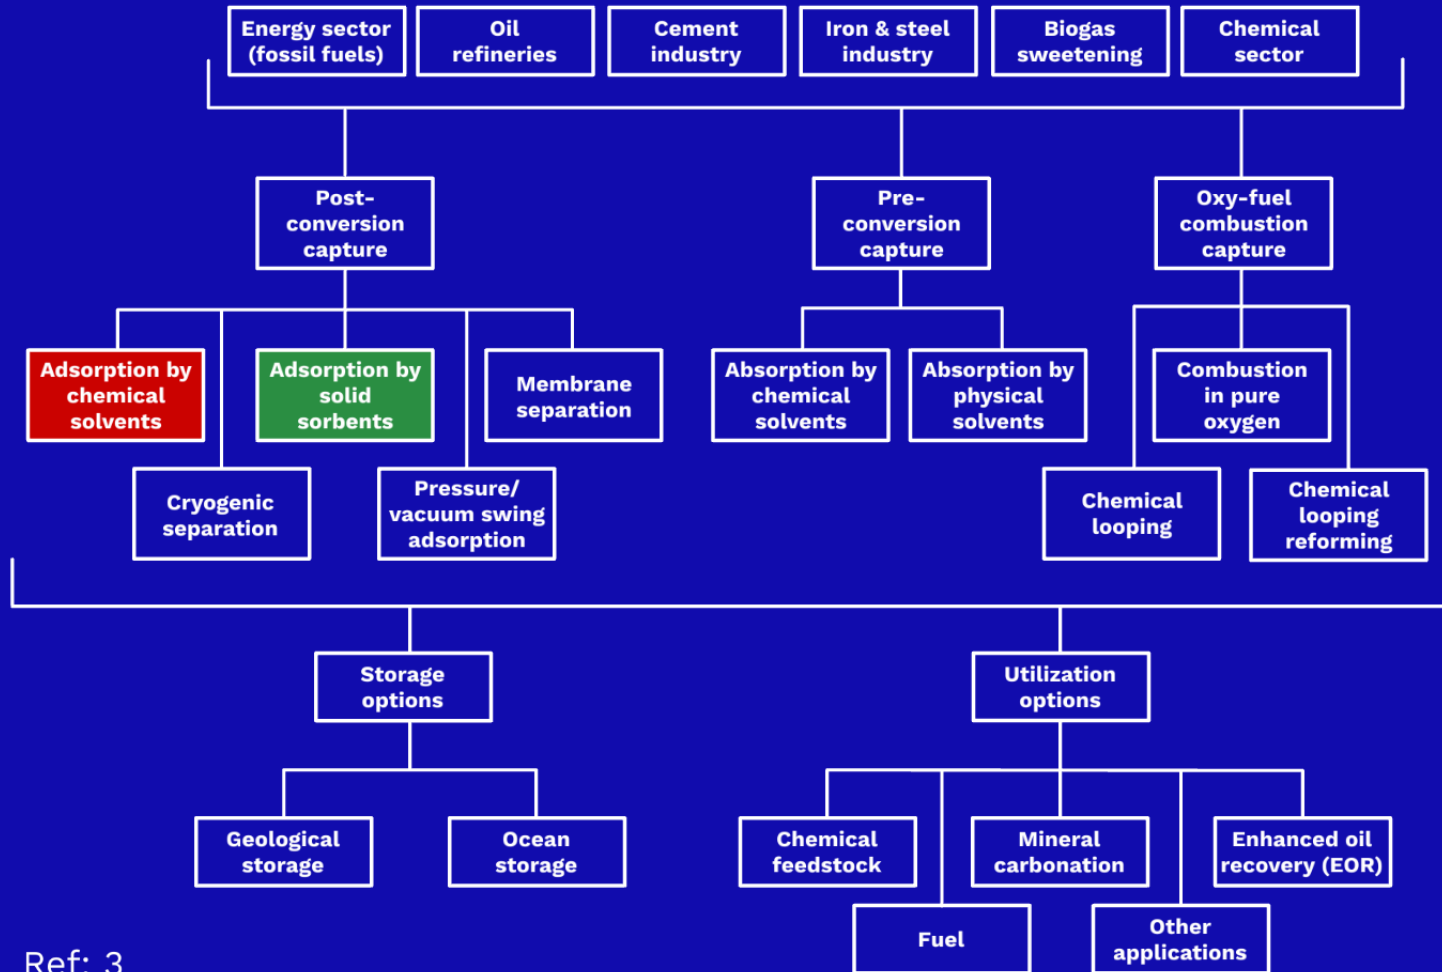 Energy sector
(fossil fuels)
Oil
refineries
Cement
industry
Iron & steel
industry
Biogas
sweetening
Chemical
sector
Post-
conversion
capture
Pre-
conversion
capture
Oxy-fuel
combustion
capture
Adsorption by
chemical
solvents
Adsorption by
solid
sorbents
Membrane
separation
Absorption by
chemical
solvents
Absorption by
physical
solvents
Combustion
in pure
oxygen
Cryogenic
separation
Pressure/
vacuum swing
adsorption
Chemical
looping
Chemical
looping
reforming
Storage
options
Utilization
options
Geological
storage
Ocean
storage
Chemical
feedstock
Mineral
carbonation
Enhanced oil
recovery (EOR)
Fuel
Other
applications
Ref: 3